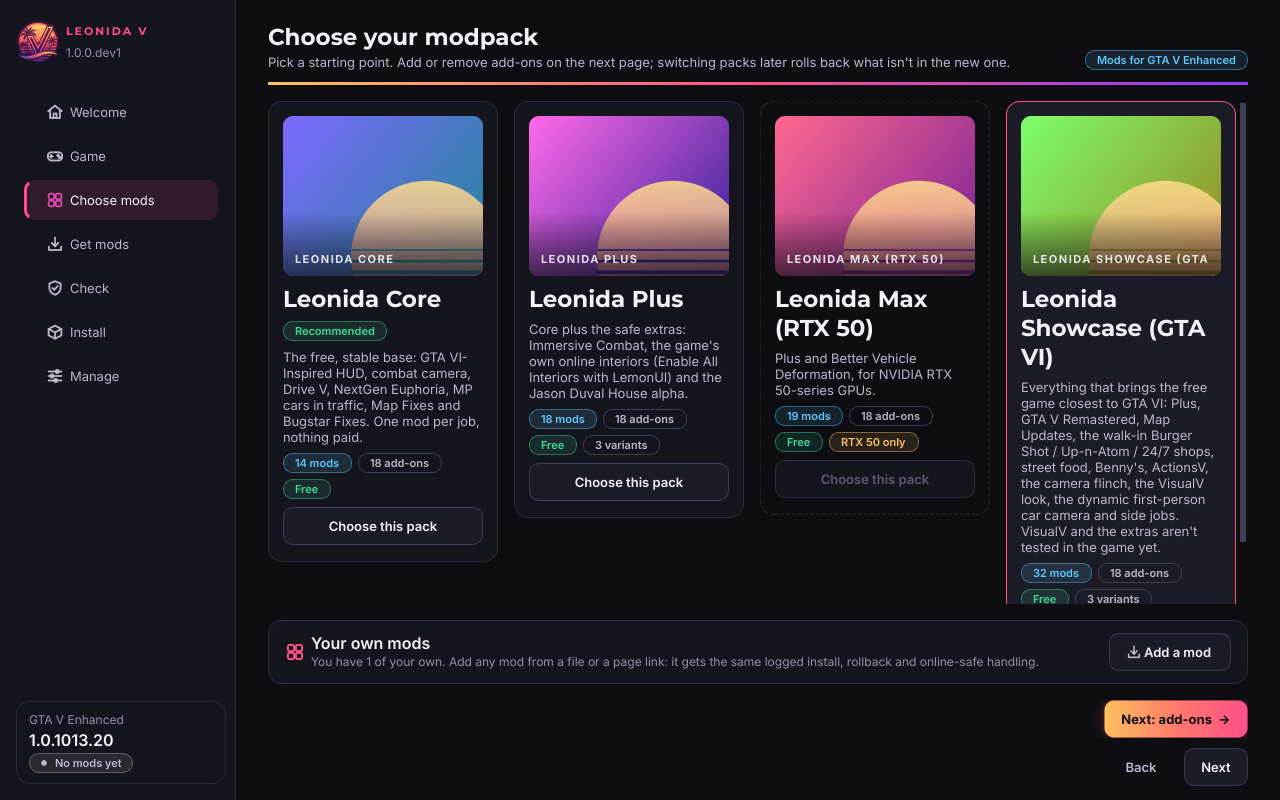 LEONIDA V
1.0.0.dev1
Welcome
Game
Choose mods
Get mods
Check
Install
Manage
GTA V Enhanced
1.0.1013.20
No mods yet
Choose your modpack
Pick a starting point. Add or remove add-ons on the next page; switching packs later rolls back what isn't in the new one.
Mods for GTA V Enhanced
LEONIDA CORE
Leonida Core
Recommended
The free, stable base: GTA VI-
Inspired HUD, combat camera,
Drive V, NextGen Euphoria, MP
cars in traffic, Map Fixes and
Bugstar Fixes. One mod per job,
nothing paid.
14 mods
18 add-ons
Free
Choose this pack
LEONIDA PLUS
Leonida Plus
Core plus the safe extras:
Immersive Combat, the game's
own online interiors (Enable All
Interiors with LemonUI) and the
Jason Duval House alpha.
18 mods
18 add-ons
Free
3 variants
Choose this pack
LEONIDA MAX (RTX 50)
Leonida Max
(RTX 50)
Plus and Better Vehicle
Deformation, for NVIDIA RTX
50-series GPUs.
19 mods
18 add-ons
Free
RTX 50 only
Choose this pack
LEONIDA SHOWCASE (GTA
Leonida
Showcase (GTA
VI)
Everything that brings the free
game closest to GTA VI: Plus,
GTA V Remastered, Map
Updates, the walk-in Burger
Shot / Up-n-Atom / 24/7 shops,
street food, Benny's, ActionsV,
the camera flinch, the VisualV
look, the dynamic first-person
car camera and side jobs.
VisualV and the extras aren't
tested in the game yet.
32 mods
18 add-ons
Free
3 variants
Your own mods
You have 1 of your own. Add any mod from a file or a page link: it gets the same logged install, rollback and online-safe handling.
Add a mod
Next: add-ons →
Back
Next